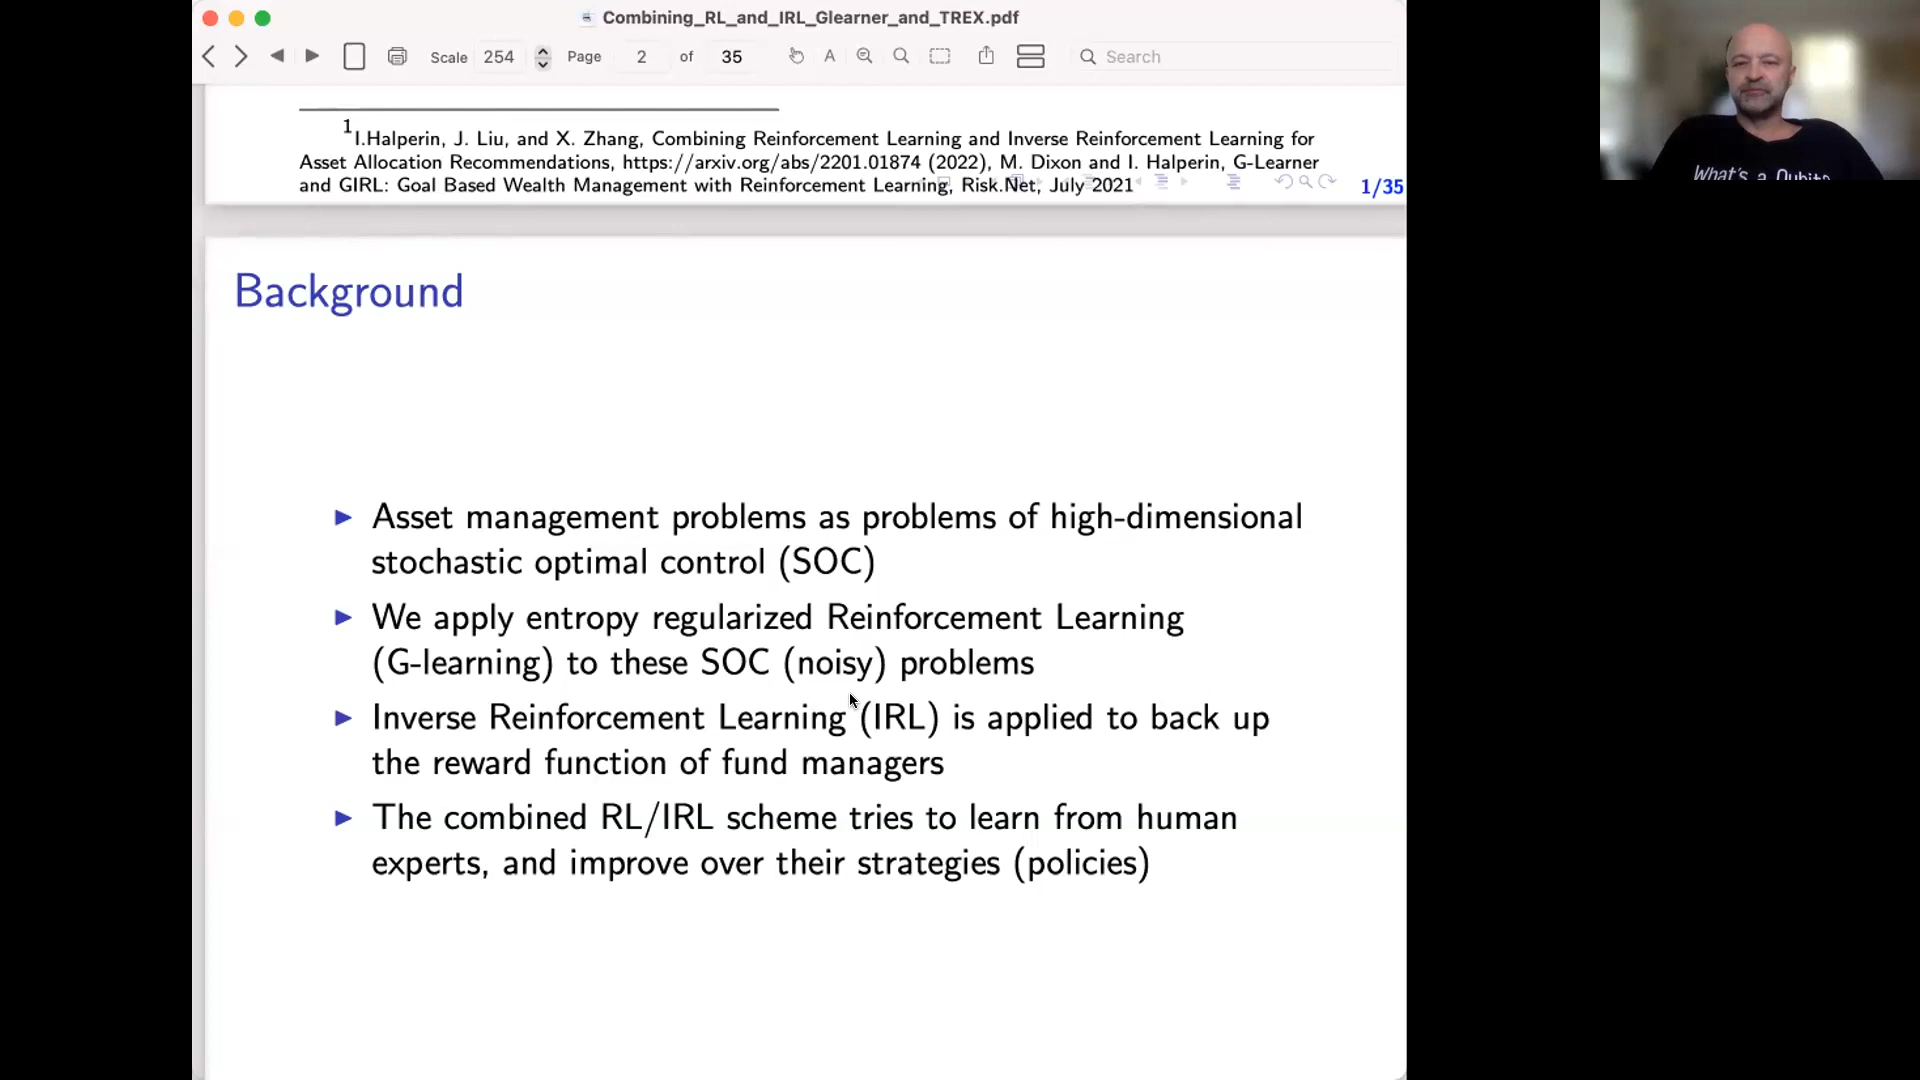 Combining_RL_and_IRL_Glearner_and_TREX.pdf
Scale 254 Page 2 of 35 A Search
1I.Halperin, J. Liu, and X. Zhang, Combining Reinforcement Learning and Inverse Reinforcement Learning for
Asset Allocation Recommendations, https://arxiv.org/abs/2201.01874 (2022), M. Dixon and I. Halperin, G-Learner
and GIRL: Goal Based Wealth Management with Reinforcement Learning, Risk.Net, July 2021
1/35
What's a Qubit
Background
▶ Asset management problems as problems of high-dimensional
stochastic optimal control (SOC)
▶ We apply entropy regularized Reinforcement Learning
(G-learning) to these SOC (noisy) problems
▶ Inverse Reinforcement Learning (IRL) is applied to back up
the reward function of fund managers
▶ The combined RL/IRL scheme tries to learn from human
experts, and improve over their strategies (policies)